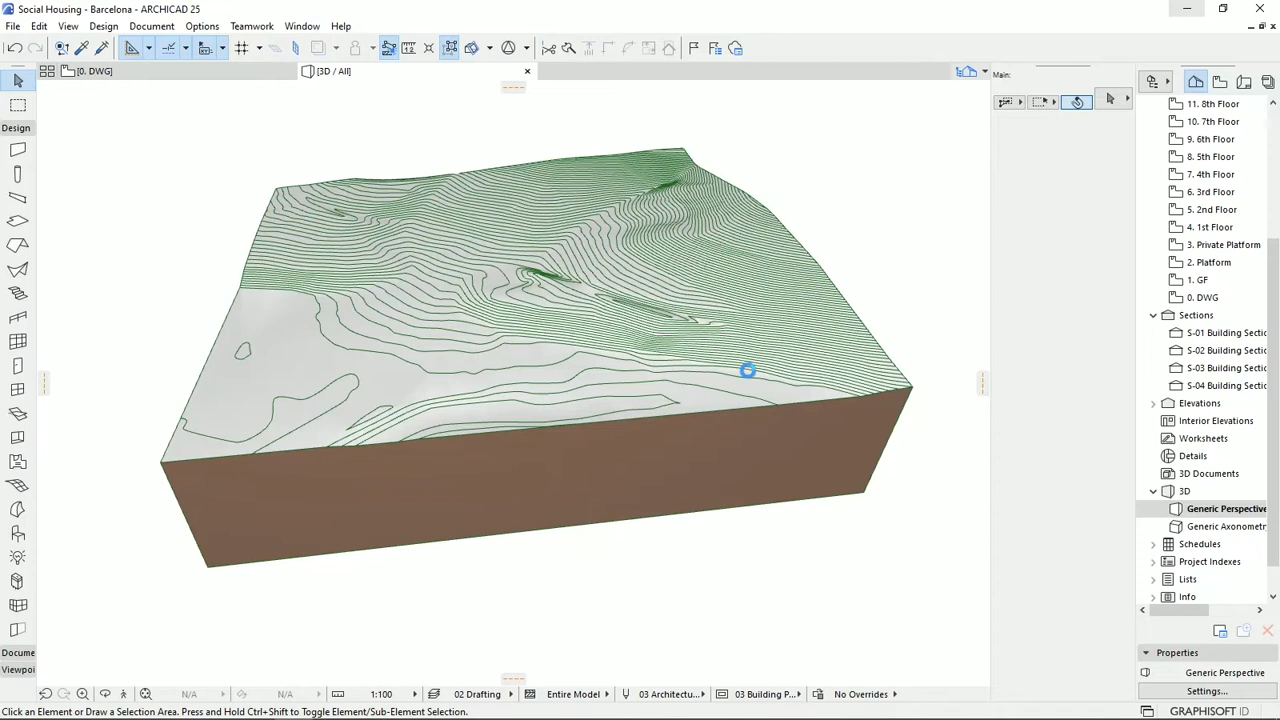 Social Housing - Barcelona - ARCHICAD 25
File Edit View Design Document Options Teamwork Window Help
[0. DWG]
[3D / All]
Main:
Design
11. 8th Floor
10. 7th Floor
9. 6th Floor
8. 5th Floor
7. 4th Floor
6. 3rd Floor
5. 2nd Floor
4. 1st Floor
3. Private Platform
2. Platform
1. GF
0. DWG
Sections
S-01 Building Sectio
S-02 Building Sectio
S-03 Building Sectio
S-04 Building Sectio
Elevations
Interior Elevations
Worksheets
Details
3D Documents
3D
Generic Perspective
Generic Axonometr
Schedules
Project Indexes
Lists
Info
Docume
Viewpoi
Properties
Generic Perspective
Settings...
N/A
N/A
1:100
02 Drafting
Entire Model
03 Architectu...
03 Building P...
No Overrides
Click an Element or Draw a Selection Area. Press and Hold Ctrl+Shift to Toggle Element/Sub-Element Selection.
GRAPHISOFT ID